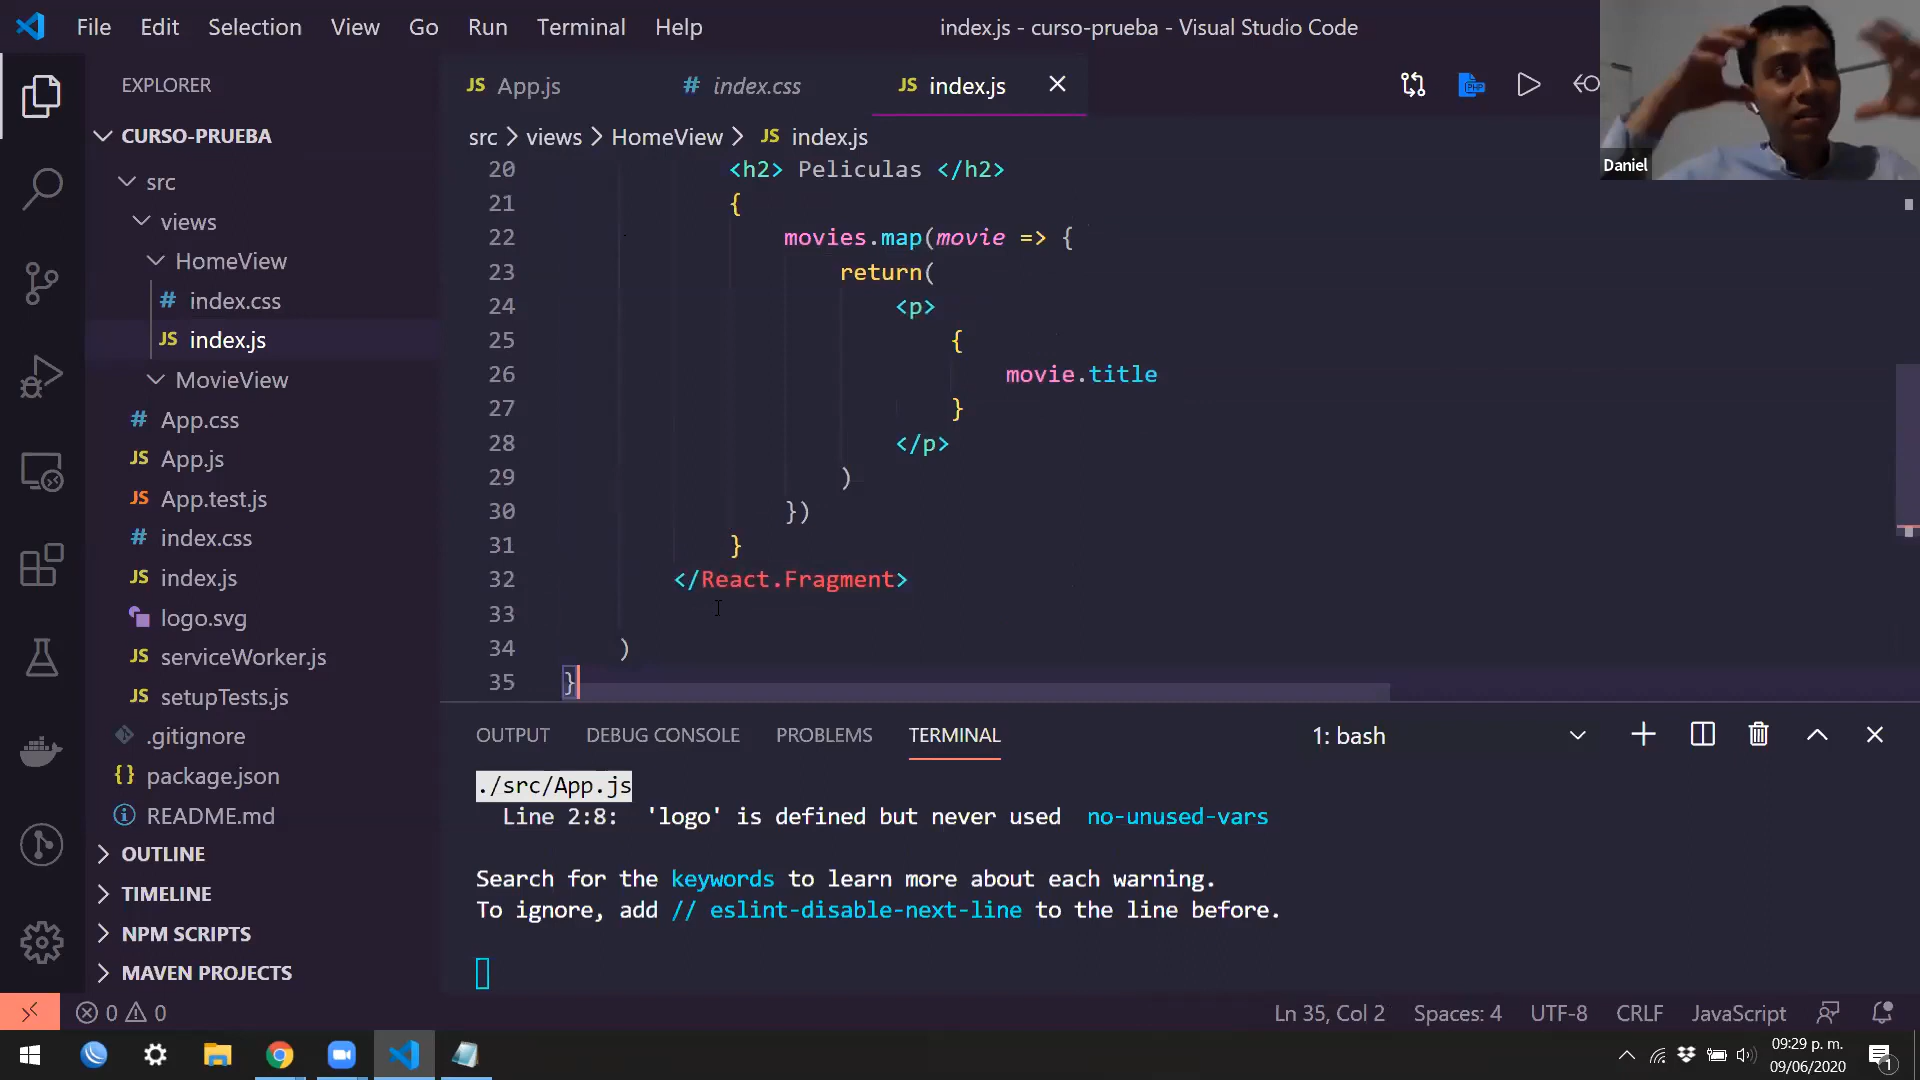 File Edit Selection View Go Run Terminal Help
index.js - curso-prueba - Visual Studio Code
Daniel
EXPLORER
CURSO-PRUEBA
src
views
HomeView
# index.css
JS index.js
MovieView
# App.css
JS App.js
JS App.test.js
# index.css
JS index.js
logo.svg
JS serviceWorker.js
JS setupTests.js
.gitignore
{} package.json
README.md
OUTLINE
TIMELINE
NPM SCRIPTS
MAVEN PROJECTS
JS App.js # index.css JS index.js
PHP
src > views > HomeView > JS index.js
20 <h2> Peliculas </h2>
21 {
22 movies.map(movie => {
23 return(
24 <p>
25 {
26 movie.title
27 }
28 </p>
29 )
30 })
31 }
32 </React.Fragment>
33
34 )
35 }
OUTPUT DEBUG CONSOLE PROBLEMS TERMINAL 1: bash
./src/App.js
Line 2:8: 'logo' is defined but never used no-unused-vars
Search for the keywords to learn more about each warning.
To ignore, add // eslint-disable-next-line to the line before.
0 0 Ln 35, Col 2 Spaces: 4 UTF-8 CRLF JavaScript
09:29 p. m.
09/06/2020
1